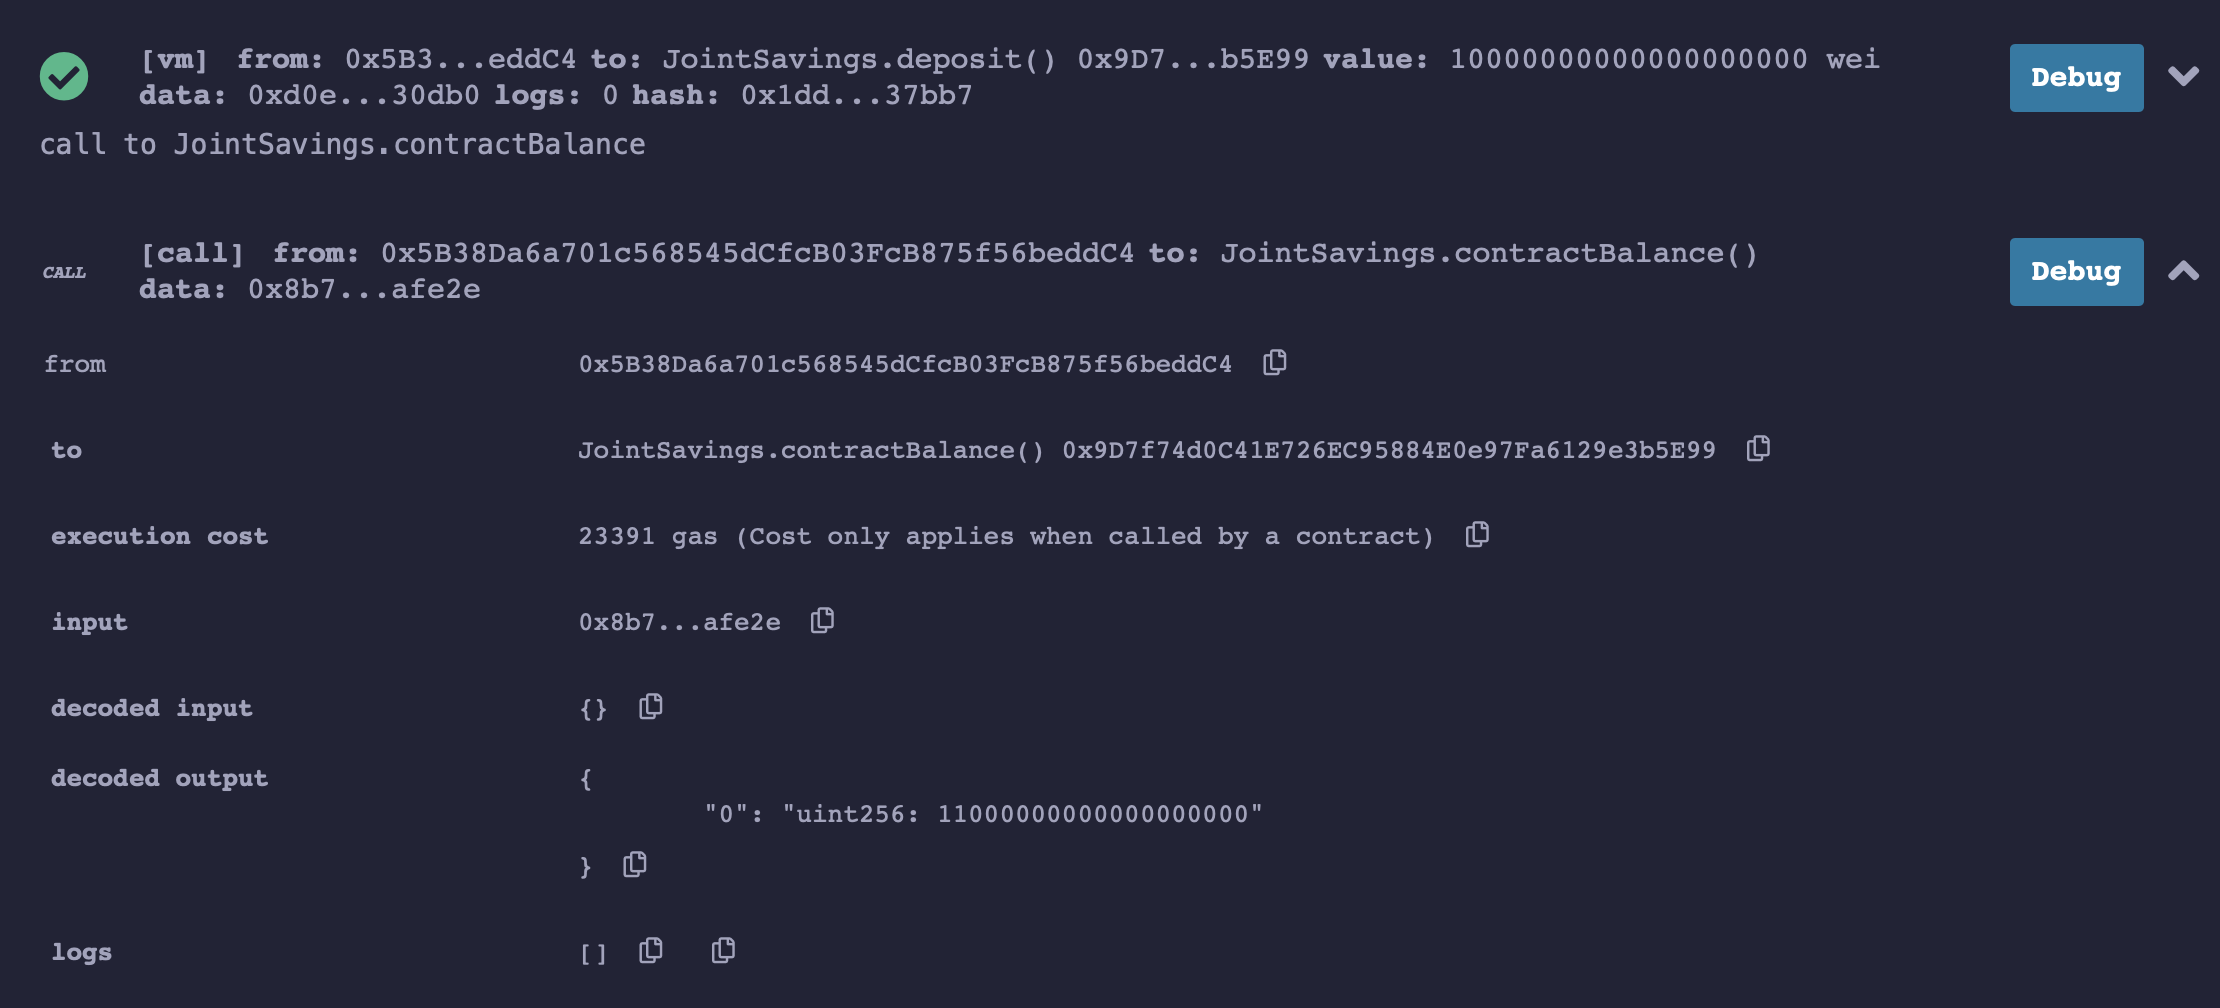 [vm] from: 0x5B3...eddC4 to: JointSavings.deposit() 0x9D7...b5E99 value: 10000000000000000000 wei
data: 0xd0e...30db0 logs: 0 hash: 0x1dd...37bb7
Debug
call to JointSavings.contractBalance
CALL
[call] from: 0x5B38Da6a701c568545dCfcB03FcB875f56beddC4 to: JointSavings.contractBalance()
data: 0x8b7...afe2e
Debug
from 0x5B38Da6a701c568545dCfcB03FcB875f56beddC4
to JointSavings.contractBalance() 0x9D7f74d0C41E726EC95884E0e97Fa6129e3b5E99
execution cost 23391 gas (Cost only applies when called by a contract)
input 0x8b7...afe2e
decoded input {}
decoded output {
"0": "uint256: 11000000000000000000"
}
logs []